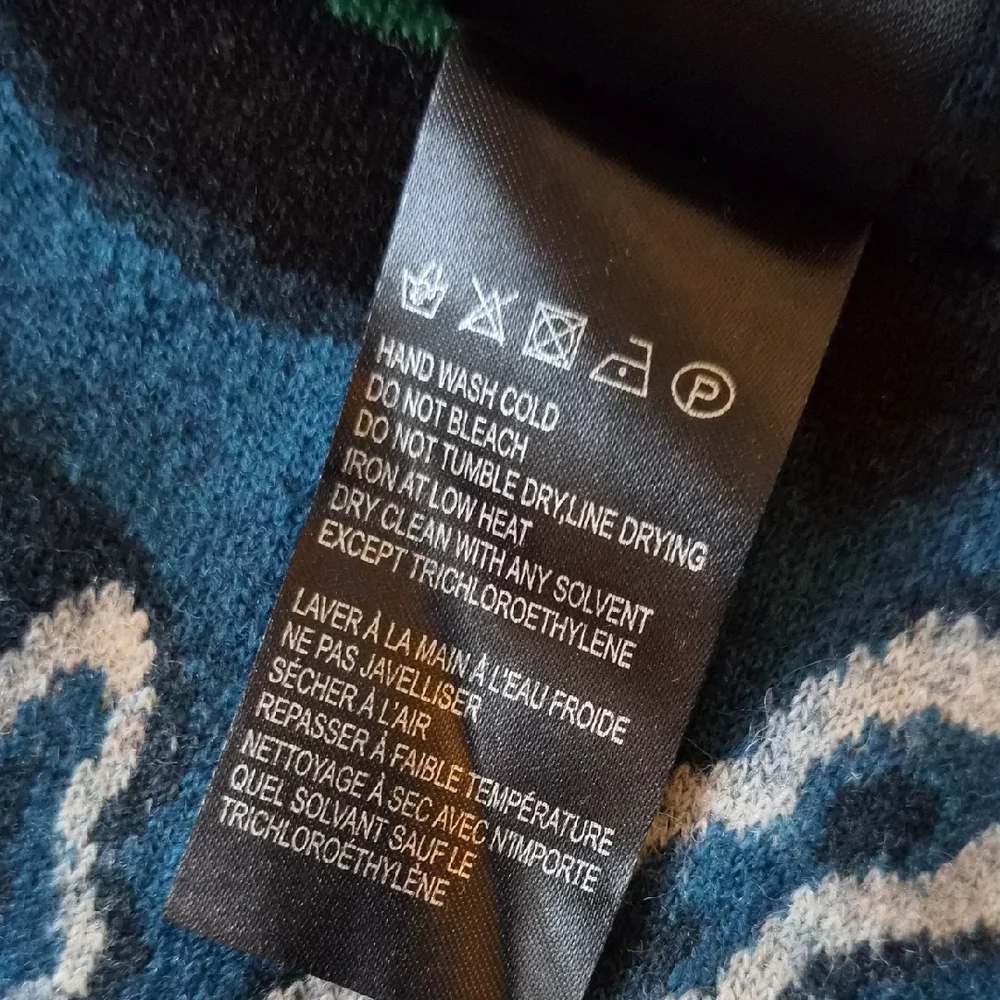 P
HAND WASH COLD
DO NOT BLEACH
DO NOT TUMBLE DRY,LINE DRYING
IRON AT LOW HEAT
DRY CLEAN WITH ANY SOLVENT
EXCEPT TRICHLOROETHYLENE
LAVER À LA MAIN À L'EAU FROIDE
NE PAS JAVELLISER
SÉCHER À L'AIR
REPASSER À FAIBLE TEMPÉRATURE
NETTOYAGE À SEC AVEC N'IMPORTE
QUEL SOLVANT SAUF LE
TRICHLOROÉTHYLÈNE